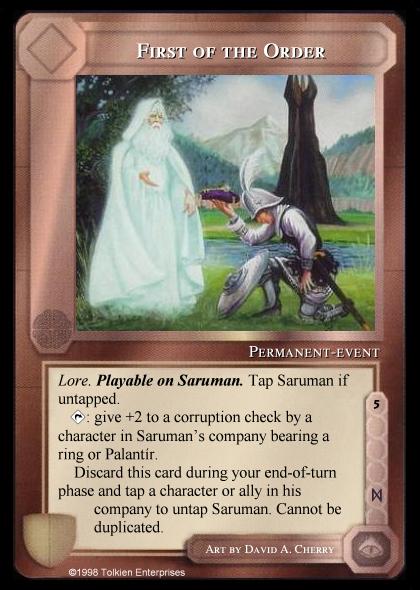 First of the Order
Permanent-event
Lore. Playable on Saruman. Tap Saruman if
untapped.
: give +2 to a corruption check by a
character in Saruman's company bearing a
ring or Palantír.
Discard this card during your end-of-turn
phase and tap a character or ally in his
company to untap Saruman. Cannot be
duplicated.
5
ᛞ
Art by David A. Cherry
©1998 Tolkien Enterprises